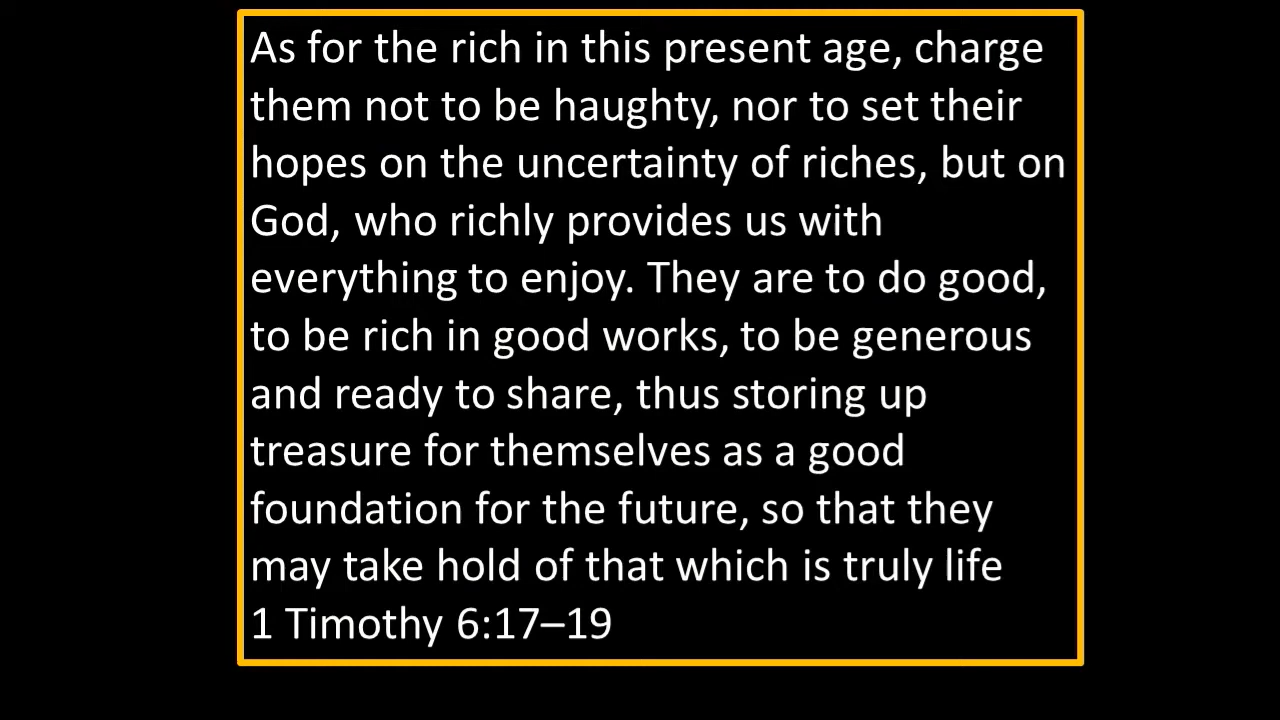 As for the rich in this present age, charge
them not to be haughty, nor to set their
hopes on the uncertainty of riches, but on
God, who richly provides us with
everything to enjoy. They are to do good,
to be rich in good works, to be generous
and ready to share, thus storing up
treasure for themselves as a good
foundation for the future, so that they
may take hold of that which is truly life
1 Timothy 6:17–19